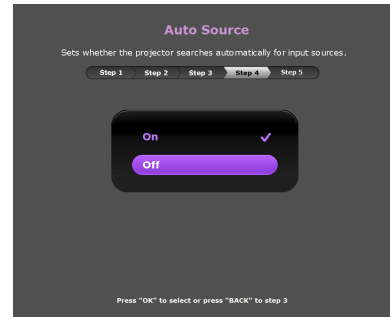 Auto Source
Sets whether the projector searches automatically for input sources.
Step 1 Step 2 Step 3 Step 4 Step 5
On
Off
Press "OK" to select or press "BACK" to step 3